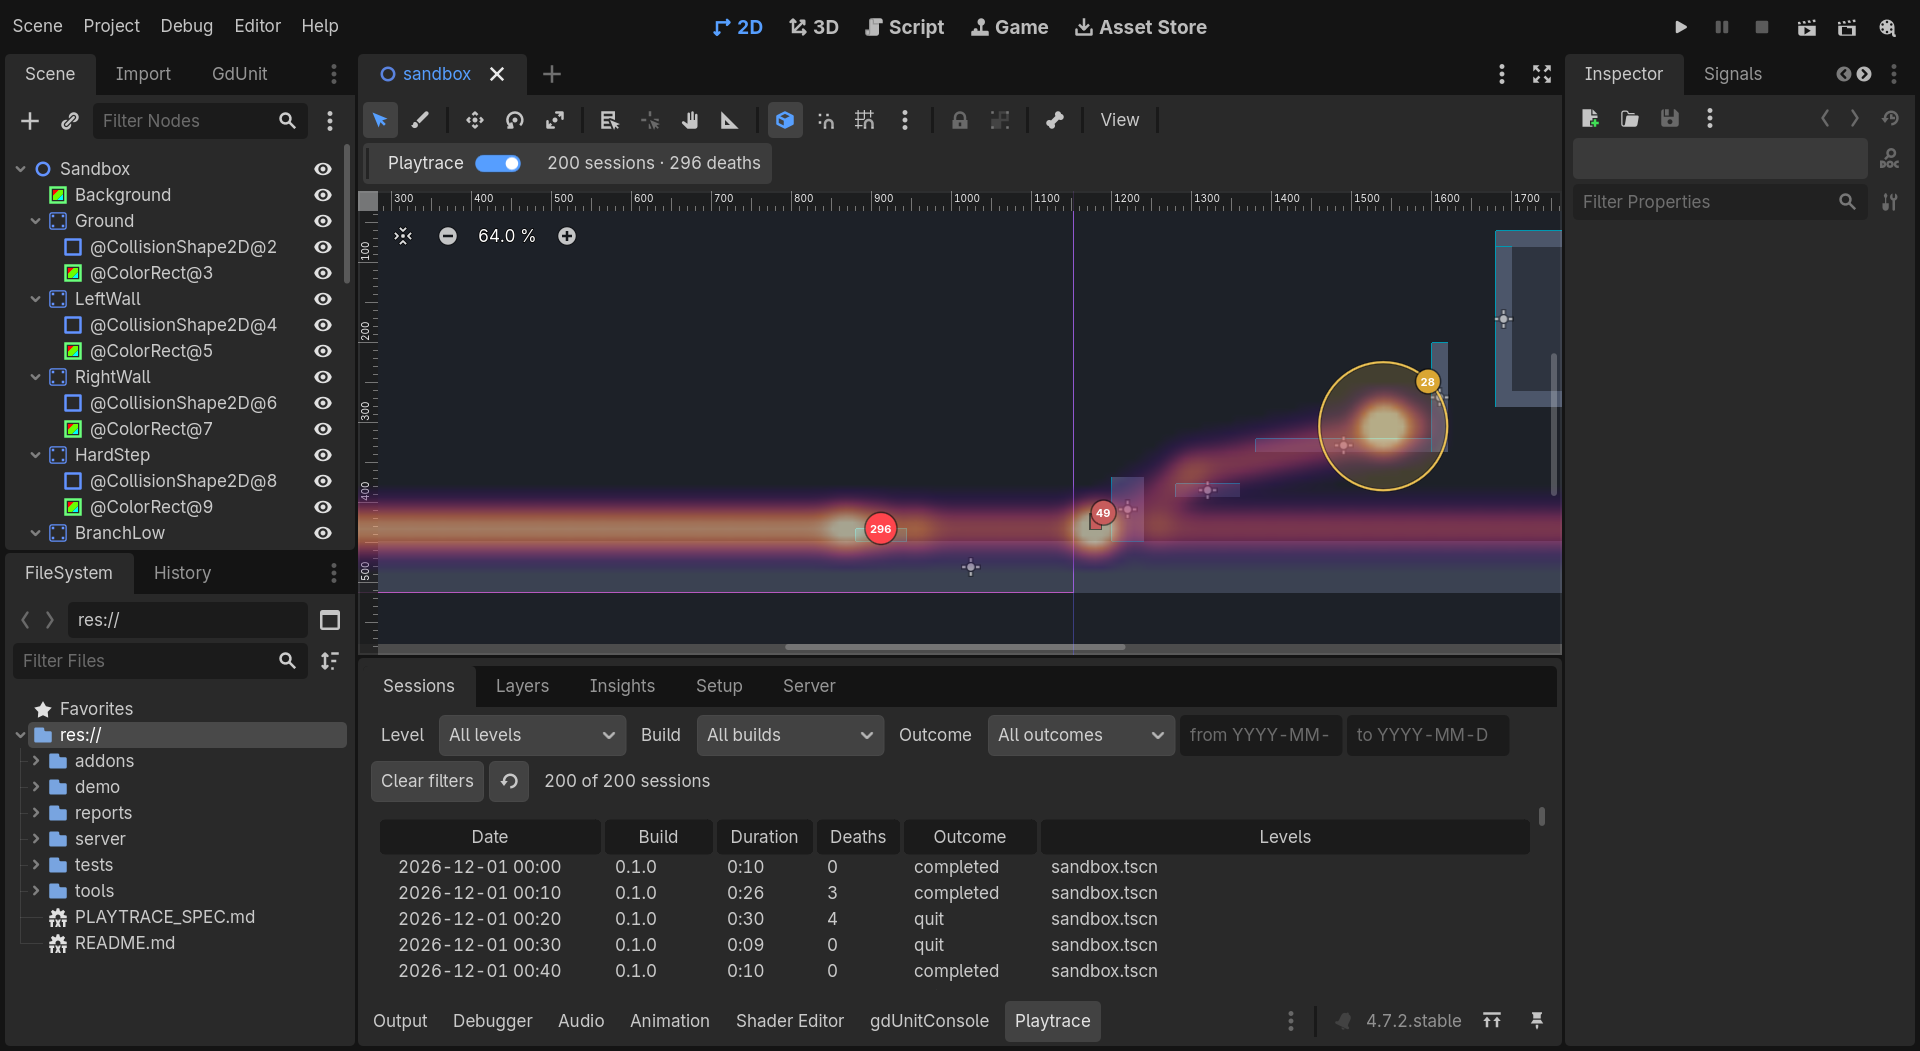 Scene Project Debug Editor Help 2D 3D Script Game Asset Store
Scene Import GdUnit
sandbox
Inspector Signals
Filter Nodes
View
Playtrace 200 sessions · 296 deaths
Filter Properties
Sandbox
Background
Ground
@CollisionShape2D@2
@ColorRect@3
LeftWall
@CollisionShape2D@4
@ColorRect@5
RightWall
@CollisionShape2D@6
@ColorRect@7
HardStep
@CollisionShape2D@8
@ColorRect@9
BranchLow
300 400 500 600 700 800 900 1000 1100 1200 1300 1400 1500 1600 1700
64.0 %
100
200
300
400
500
28
49
296
FileSystem History
res://
Filter Files
Favorites
res://
addons
demo
reports
server
tests
tools
PLAYTRACE_SPEC.md
README.md
Sessions Layers Insights Setup Server
Level All levels Build All builds Outcome All outcomes from YYYY-MM- to YYYY-MM-D
Clear filters 200 of 200 sessions
Date Build Duration Deaths Outcome Levels
2026-12-01 00:00 0.1.0 0:10 0 completed sandbox.tscn
2026-12-01 00:10 0.1.0 0:26 3 completed sandbox.tscn
2026-12-01 00:20 0.1.0 0:30 4 quit sandbox.tscn
2026-12-01 00:30 0.1.0 0:09 0 quit sandbox.tscn
2026-12-01 00:40 0.1.0 0:10 0 completed sandbox.tscn
Output Debugger Audio Animation Shader Editor gdUnitConsole Playtrace 4.7.2.stable